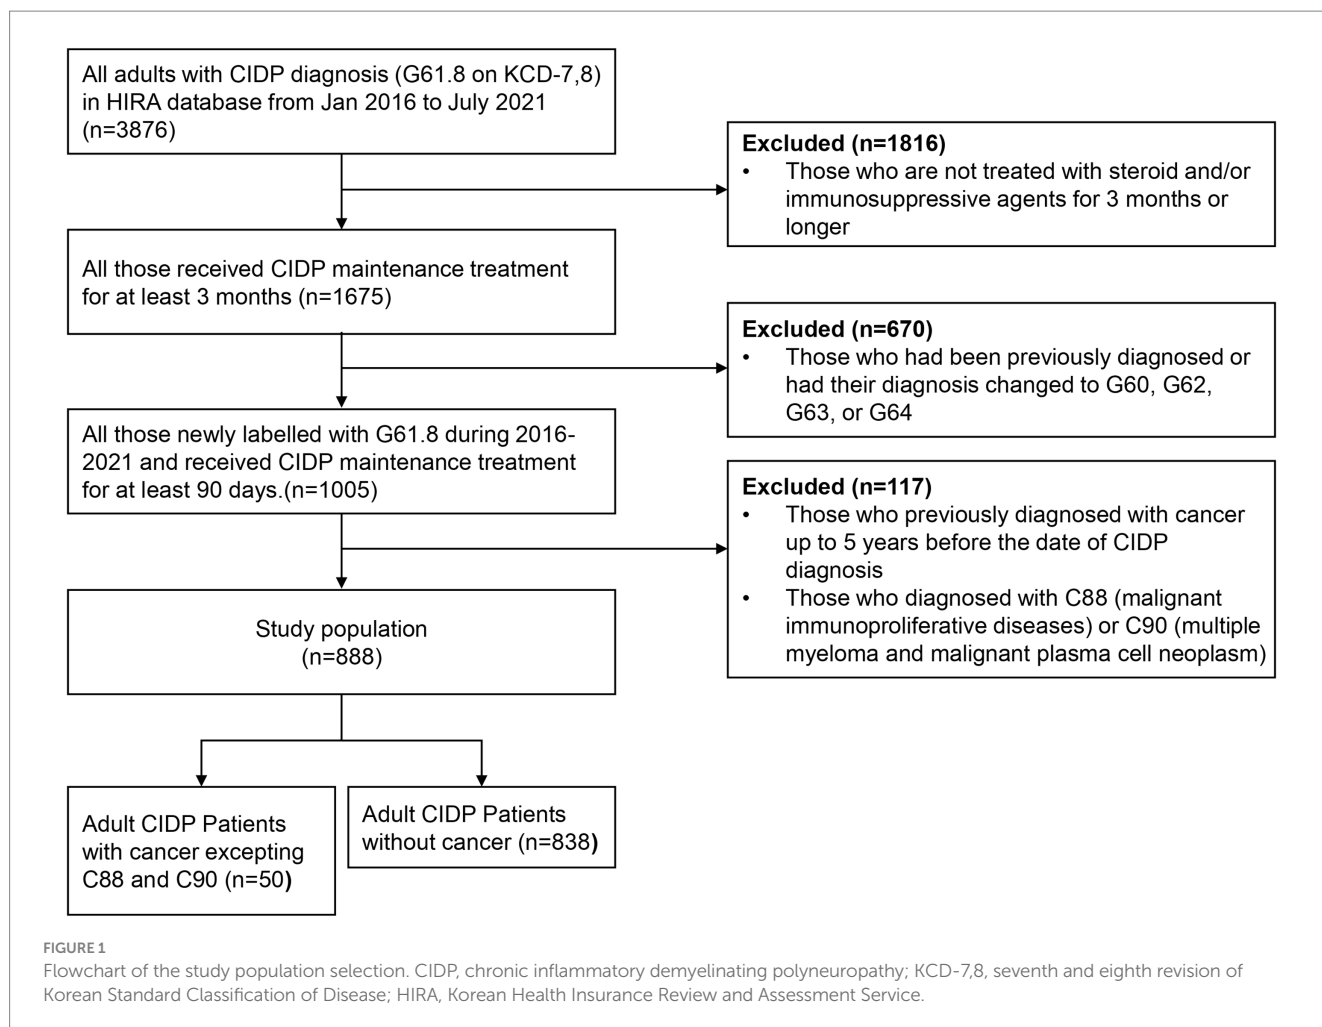 All adults with CIDP diagnosis (G61.8 on KCD-7,8)
in HIRA database from Jan 2016 to July 2021
(n=3876)
Excluded (n=1816)
• Those who are not treated with steroid and/or
immunosuppressive agents for 3 months or
longer
All those received CIDP maintenance treatment
for at least 3 months (n=1675)
Excluded (n=670)
• Those who had been previously diagnosed or
had their diagnosis changed to G60, G62,
G63, or G64
All those newly labelled with G61.8 during 2016-
2021 and received CIDP maintenance treatment
for at least 90 days.(n=1005)
Excluded (n=117)
• Those who previously diagnosed with cancer
up to 5 years before the date of CIDP
diagnosis
• Those who diagnosed with C88 (malignant
immunoproliferative diseases) or C90 (multiple
myeloma and malignant plasma cell neoplasm)
Study population
(n=888)
Adult CIDP Patients
with cancer excepting
C88 and C90 (n=50)
Adult CIDP Patients
without cancer (n=838)
FIGURE 1
Flowchart of the study population selection. CIDP, chronic inflammatory demyelinating polyneuropathy; KCD-7,8, seventh and eighth revision of
Korean Standard Classification of Disease; HIRA, Korean Health Insurance Review and Assessment Service.